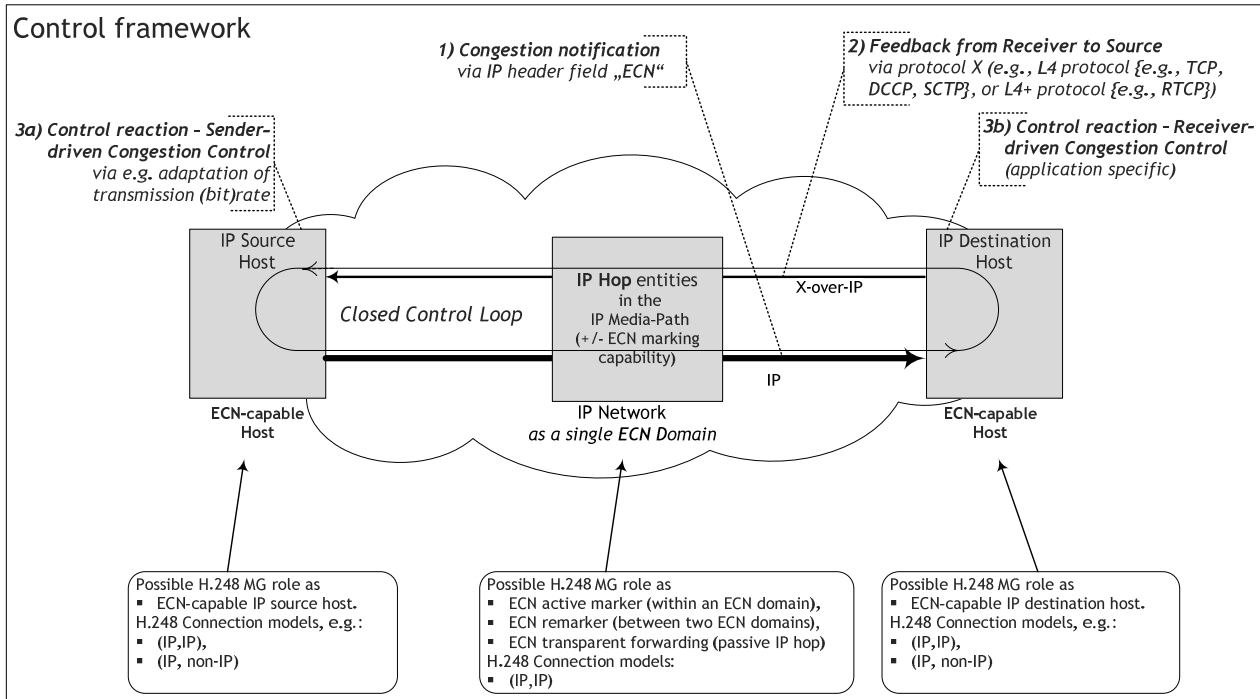 Control framework
1) Congestion notification
via IP header field „ECN“
2) Feedback from Receiver to Source
via protocol X (e.g., L4 protocol {e.g., TCP,
DCCP, SCTP}, or L4+ protocol {e.g., RTCP})
3a) Control reaction – Sender-
driven Congestion Control
via e.g. adaptation of
transmission (bit)rate
3b) Control reaction – Receiver-
driven Congestion Control
(application specific)
IP Source
Host
IP Hop entities
in the
IP Media-Path
(+/- ECN marking
capability)
IP Destination
Host
X-over-IP
Closed Control Loop
IP
ECN-capable
Host
IP Network
as a single ECN Domain
ECN-capable
Host
Possible H.248 MG role as
▪ ECN-capable IP source host.
H.248 Connection models, e.g.:
▪ (IP,IP),
▪ (IP, non-IP)
Possible H.248 MG role as
▪ ECN active marker (within an ECN domain),
▪ ECN remarker (between two ECN domains),
▪ ECN transparent forwarding (passive IP hop)
H.248 Connection models:
▪ (IP,IP)
Possible H.248 MG role as
▪ ECN-capable IP destination host.
H.248 Connection models, e.g.:
▪ (IP,IP),
▪ (IP, non-IP)